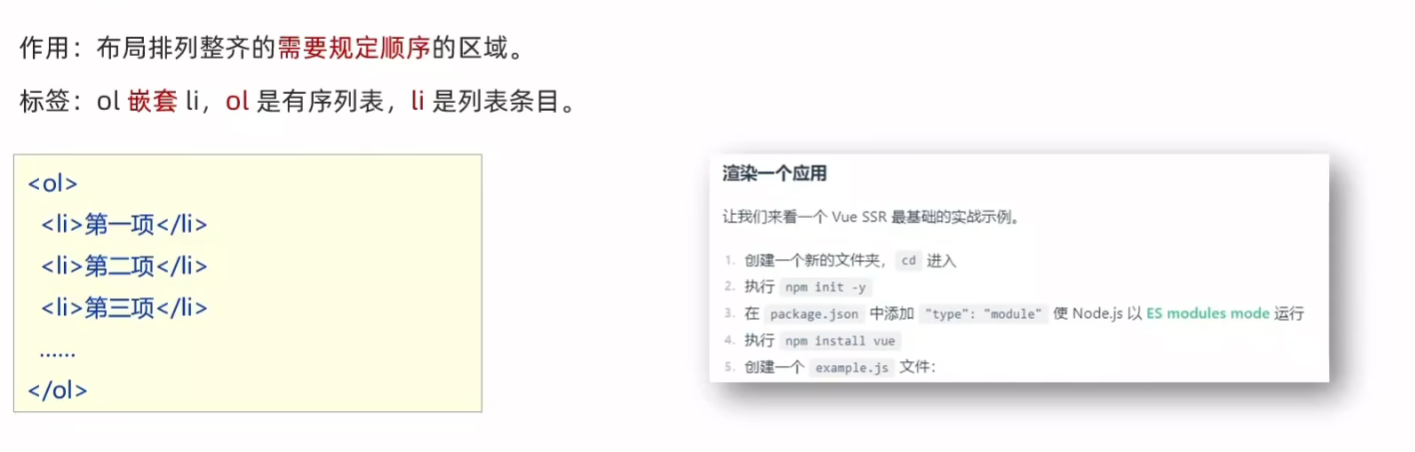 作用：布局排列整齐的需要规定顺序的区域。
标签：ol 嵌套 li，ol 是有序列表，li 是列表条目。
<ol>
<li>第一项</li>
<li>第二项</li>
<li>第三项</li>
……
</ol>
渲染一个应用
让我们来看一个 Vue SSR 最基础的实战示例。
1. 创建一个新的文件夹，cd 进入
2. 执行 npm init -y
3. 在 package.json 中添加 "type": "module" 使 Node.js 以 ES modules mode 运行
4. 执行 npm install vue
5. 创建一个 example.js 文件：